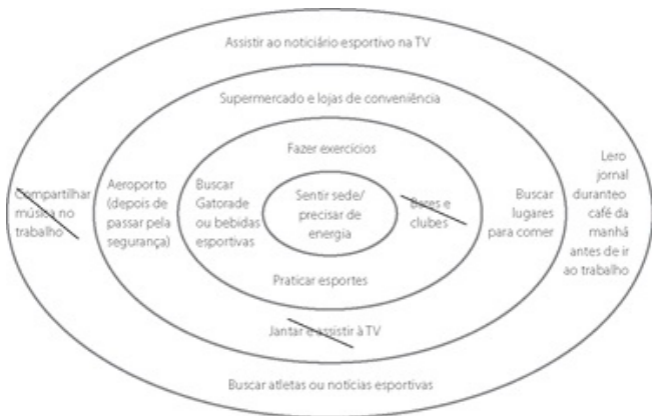 Assistir ao noticiário esportivo na TV
Supermercado e lojas de conveniência
Fazer exercícios
Compartilhar
música no
trabalho
Aeroporto
(depois de
passar pela
segurança)
Buscar
Gatorade
ou bebidas
esportivas
Sentir sede/
precisar de
energia
Bares e
clubes
Buscar
lugares
para comer
Lero
jornal
duranteo
café da
manhã
antes de ir
ao trabalho
Praticar esportes
Jantar e assistir à TV
Buscar atletas ou notícias esportivas